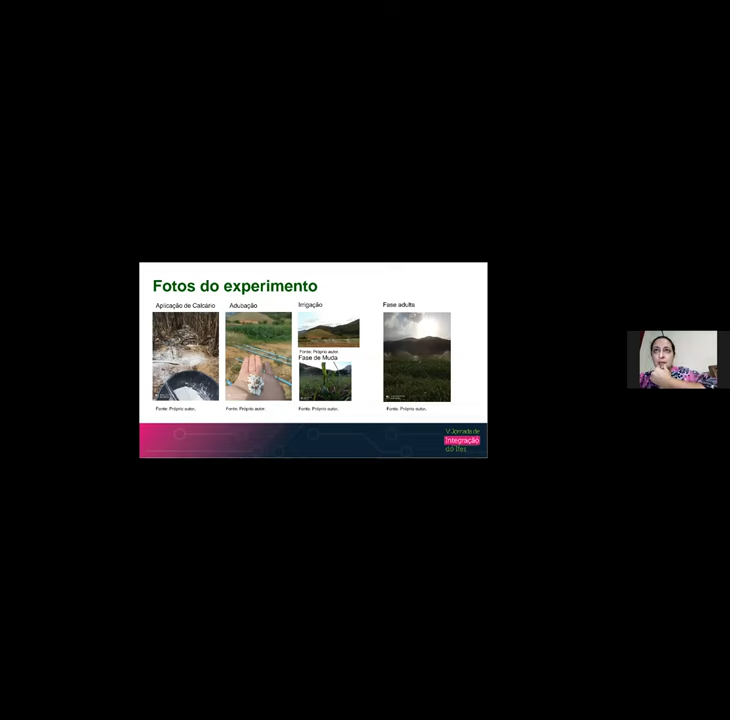 Fotos do experimento
Aplicação de Calcário
Adubação
Irrigação
Fase adulta
Fonte: Próprio autor.
Fase de Muda
Fonte: Próprio autor.
Fonte: Próprio autor.
Fonte: Próprio autor.
Fonte: Próprio autor.
V Jornada de
Integração
do Ifes